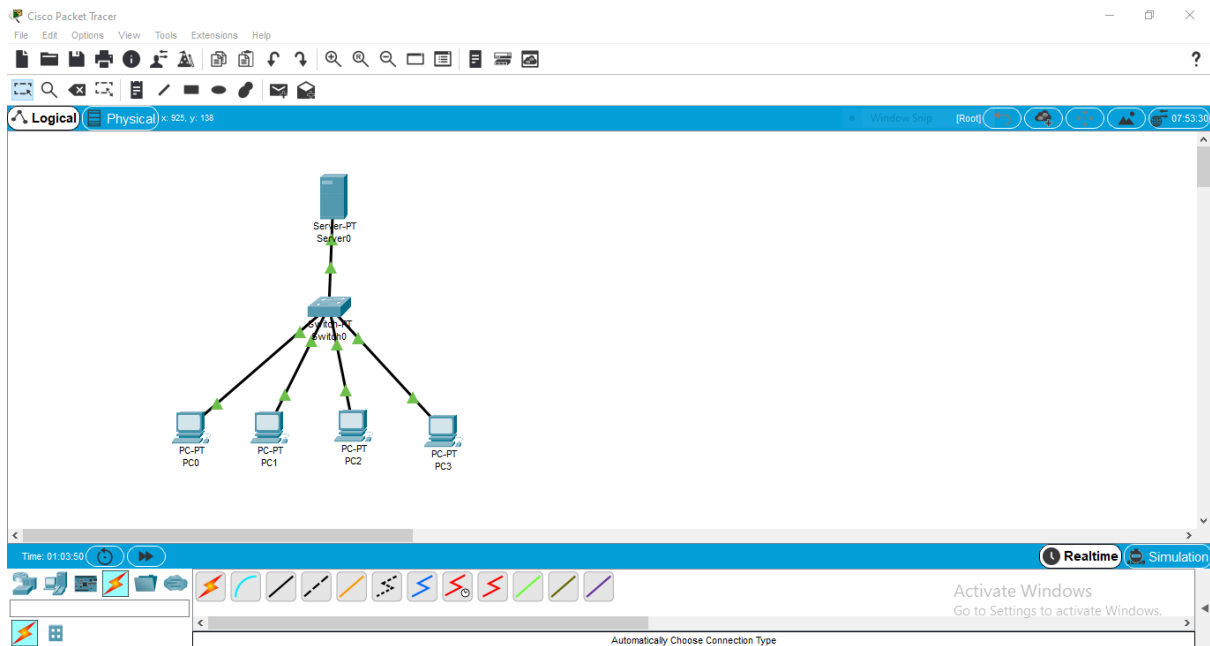 Cisco Packet Tracer
File Edit Options View Tools Extensions Help
?
Logical Physical x: 925, y: 138 Window Snip [Root] 07:53:30
Server-PT
Server0
Switch-PT
Switch0
PC-PT PC-PT PC-PT PC-PT
PC0 PC1 PC2 PC3
Time: 01:03:50 Realtime Simulation
Activate Windows
Go to Settings to activate Windows.
Automatically Choose Connection Type